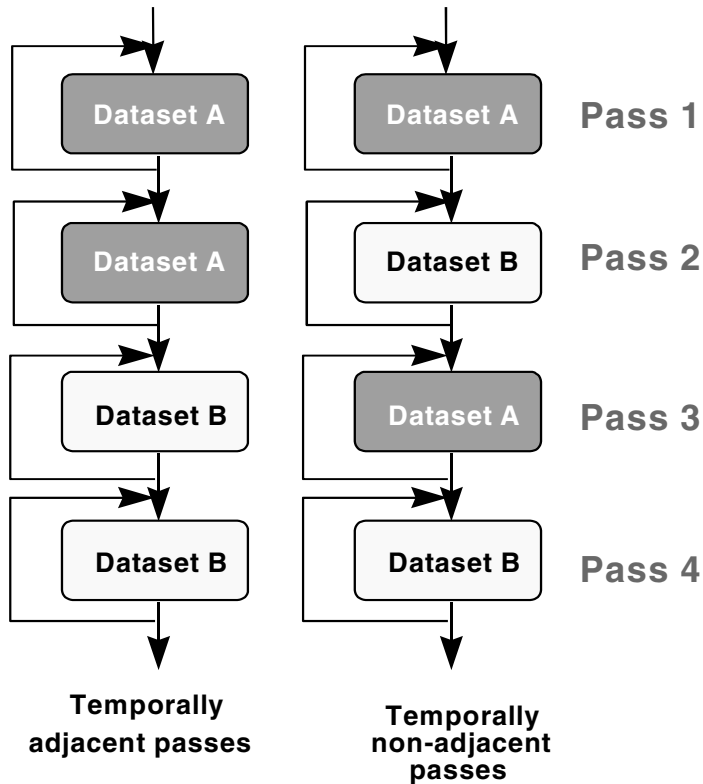 Dataset A
Dataset A
Pass 1
Dataset A
Dataset B
Pass 2
Dataset B
Dataset A
Pass 3
Dataset B
Dataset B
Pass 4
Temporally
adjacent passes
Temporally
non-adjacent
passes